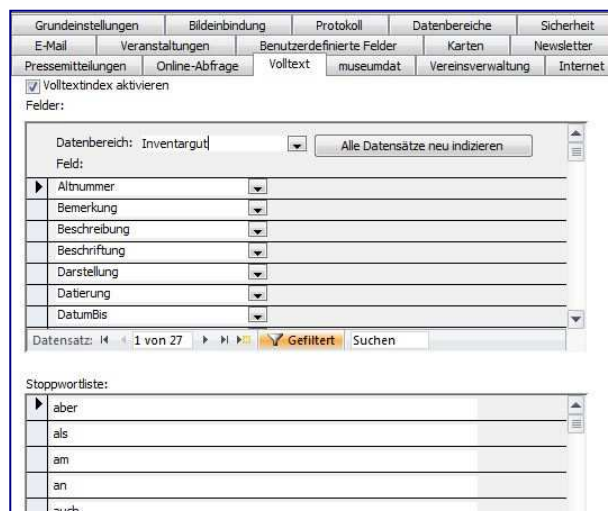 Grundeinstellungen Bildeinbindung Protokoll Datenbereiche Sicherheit
E-Mail Veranstaltungen Benutzerdefinierte Felder Karten Newsletter
Pressemitteilungen Online-Abfrage Volltext museumdat Vereinsverwaltung Internet
Volltextindex aktivieren
Felder:
Datenbereich: Inventargut Alle Datensätze neu indizieren
Feld:
Altnummer
Bemerkung
Beschreibung
Beschriftung
Darstellung
Datierung
DatumBis
Datensatz: 1 von 27 Gefiltert Suchen
Stoppwortliste:
aber
als
am
an
auch